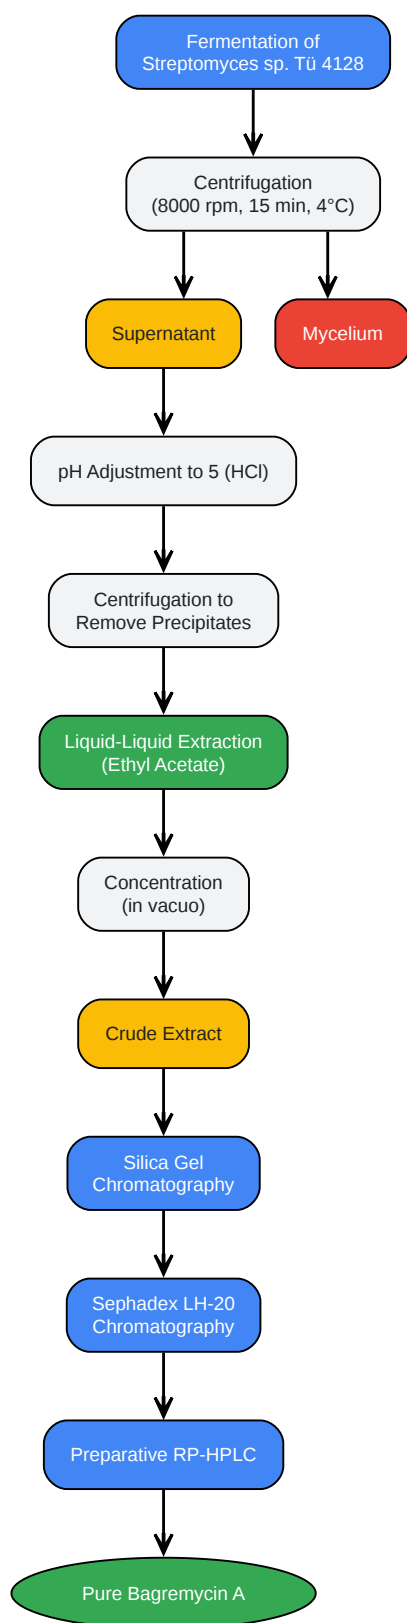 Fermentation of
Streptomyces sp. Tü 4128
Centrifugation
(8000 rpm, 15 min, 4°C)
Supernatant
Mycelium
pH Adjustment to 5 (HCl)
Centrifugation to
Remove Precipitates
Liquid-Liquid Extraction
(Ethyl Acetate)
Concentration
(in vacuo)
Crude Extract
Silica Gel
Chromatography
Sephadex LH-20
Chromatography
Preparative RP-HPLC
Pure Bagremycin A